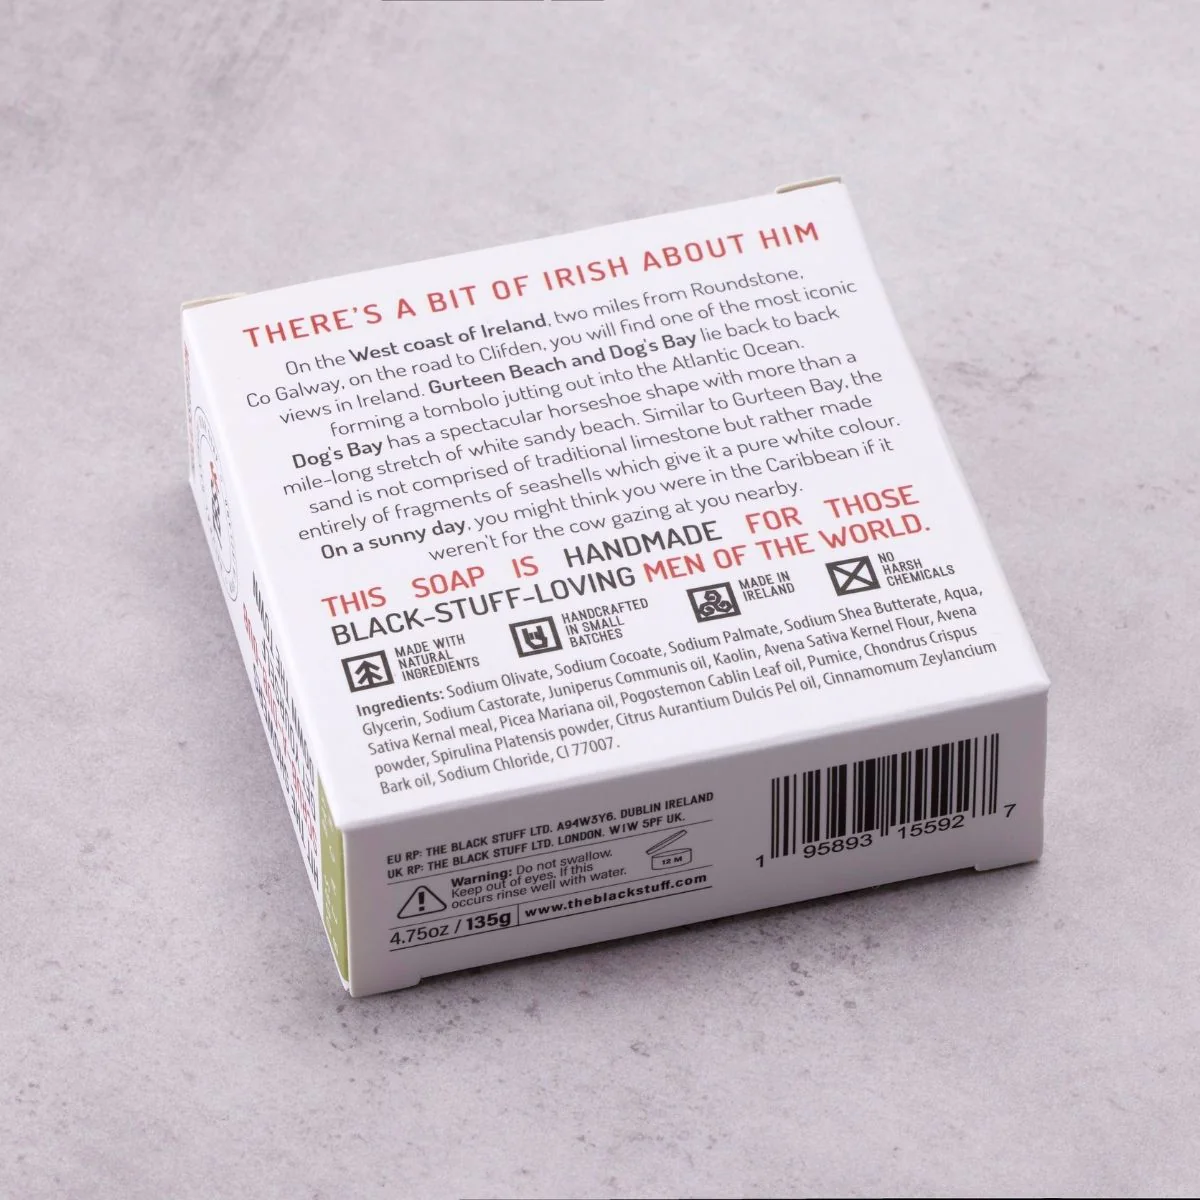 THERE'S A BIT OF IRISH ABOUT HIM
On the West coast of Ireland, two miles from Roundstone,
Co Galway, on the road to Clifden, you will find one of the most iconic
views in Ireland. Gurteen Beach and Dog's Bay lie back to back
forming a tombolo jutting out into the Atlantic Ocean.
Dog's Bay has a spectacular horseshoe shape with more than a
mile-long stretch of white sandy beach. Similar to Gurteen Bay, the
sand is not comprised of traditional limestone but rather made
entirely of fragments of seashells which give it a pure white colour.
On a sunny day, you might think you were in the Caribbean if it
weren't for the cow gazing at you nearby.
THIS SOAP IS HANDMADE FOR THOSE
BLACK-STUFF-LOVING MEN OF THE WORLD.
MADE WITH
NATURAL
INGREDIENTS
HANDCRAFTED
IN SMALL
BATCHES
MADE IN
IRELAND
NO
HARSH
CHEMICALS
Ingredients: Sodium Olivate, Sodium Cocoate, Sodium Palmate, Sodium Shea Butterate, Aqua,
Glycerin, Sodium Castorate, Juniperus Communis oil, Kaolin, Avena Sativa Kernel Flour, Avena
Sativa Kernal meal, Picea Mariana oil, Pogostemon Cablin Leaf oil, Pumice, Chondrus Crispus
powder, Spirulina Platensis powder, Citrus Aurantium Dulcis Pel oil, Cinnamomum Zeylancium
Bark oil, Sodium Chloride, CI 77007.
EU RP: THE BLACK STUFF LTD. A94W3Y6. DUBLIN IRELAND
UK RP: THE BLACK STUFF LTD. LONDON. W1W 5PF UK.
Warning: Do not swallow.
Keep out of eyes. If this
occurs rinse well with water.
12 M
4.75oz / 135g
www.theblackstuff.com
1 95893 15592 7